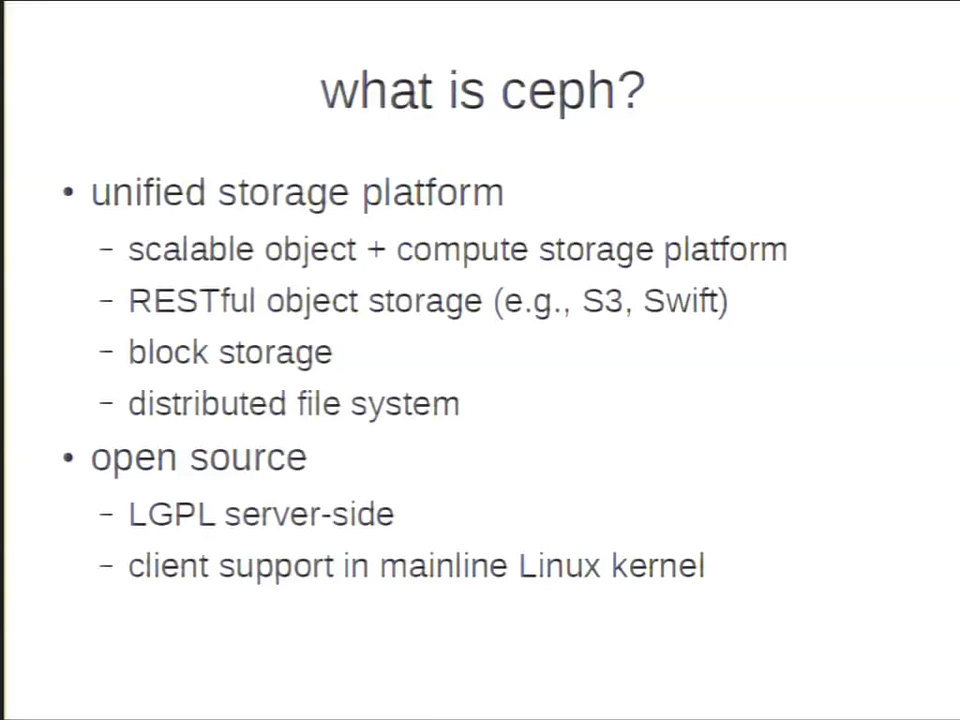 what is ceph?
• unified storage platform
– scalable object + compute storage platform
– RESTful object storage (e.g., S3, Swift)
– block storage
– distributed file system
• open source
– LGPL server-side
– client support in mainline Linux kernel